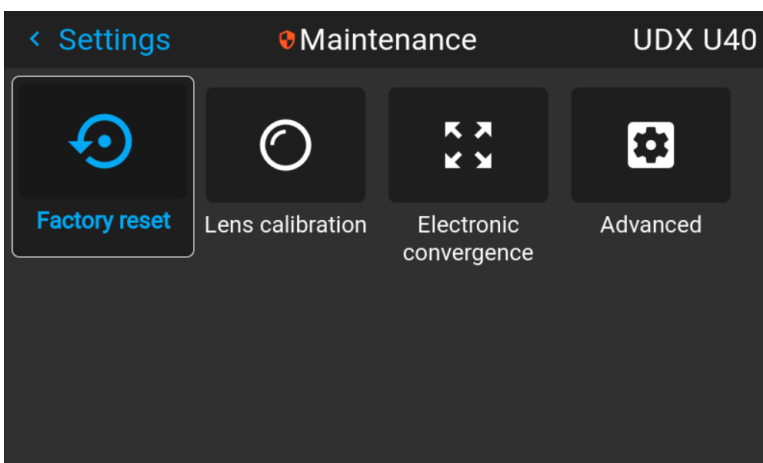 Settings
Maintenance
UDX U40
Factory reset
Lens calibration
Electronic
convergence
Advanced